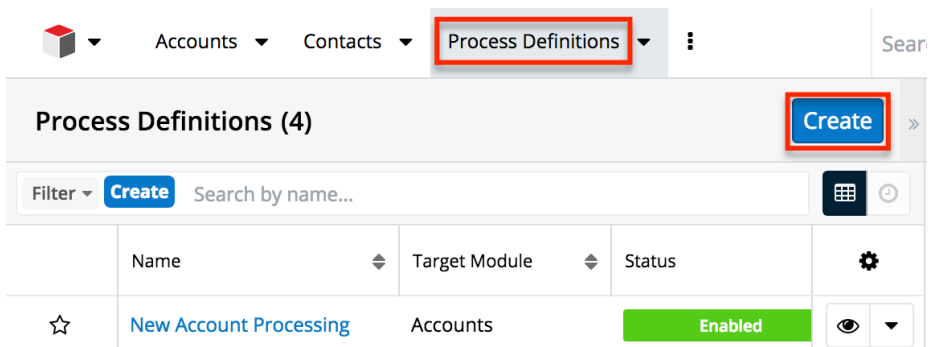 Accounts Contacts Process Definitions
Process Definitions (4) Create
Filter Create Search by name...
Name Target Module Status
New Account Processing Accounts Enabled